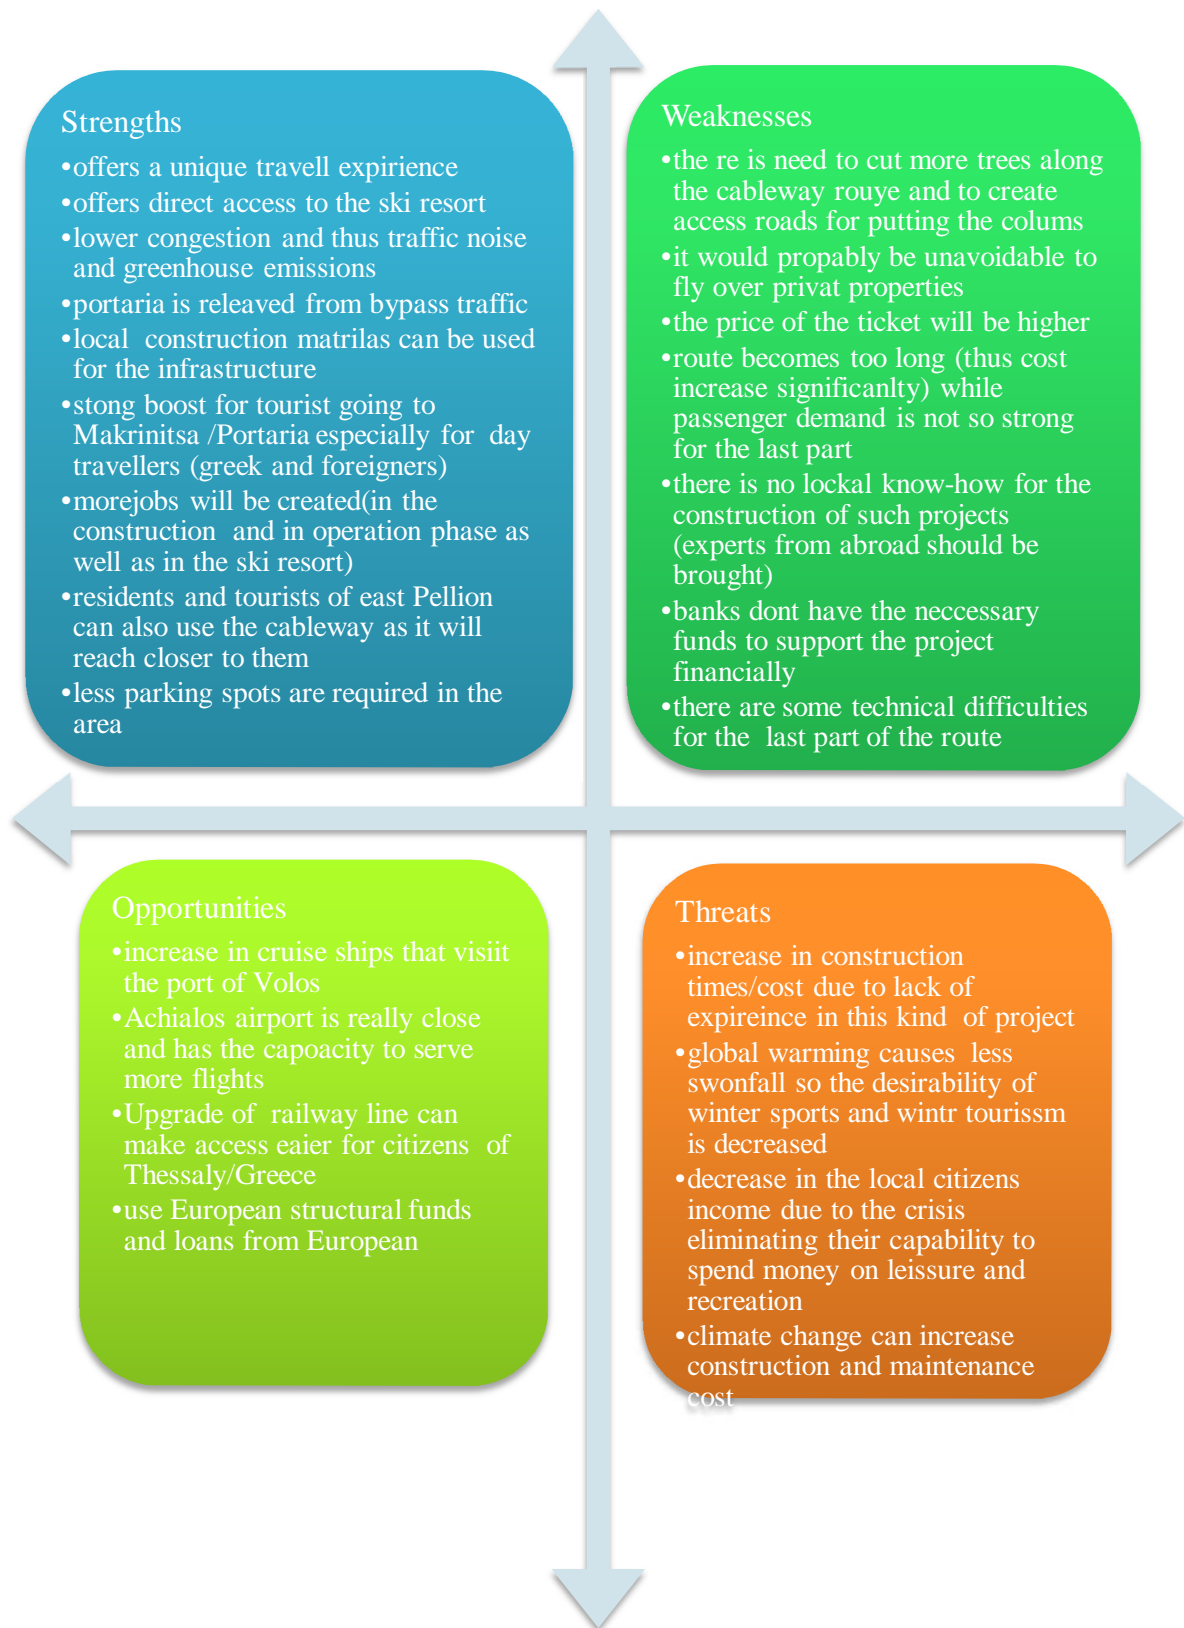 Strengths
•offers a unique travell expirience
•offers direct access to the ski resort
•lower congestion and thus traffic noise
and greenhouse emissions
•portaria is releaved from bypass traffic
•local construction matrilas can be used
for the infrastructure
•stong boost for tourist going to
Makrinitsa /Portaria especially for day
travellers (greek and foreigners)
•morejobs will be created(in the
construction and in operation phase as
well as in the ski resort)
•residents and tourists of east Pellion
can also use the cableway as it will
reach closer to them
•less parking spots are required in the
area
Weaknesses
•the re is need to cut more trees along
the cableway rouye and to create
access roads for putting the colums
•it would propably be unavoidable to
fly over privat properties
•the price of the ticket will be higher
•route becomes too long (thus cost
increase significanlty) while
passenger demand is not so strong
for the last part
•there is no lockal know-how for the
construction of such projects
(experts from abroad should be
brought)
•banks dont have the neccessary
funds to support the project
financially
•there are some technical difficulties
for the last part of the route
Opportunities
•increase in cruise ships that visiit
the port of Volos
•Achialos airport is really close
and has the capoacity to serve
more flights
•Upgrade of railway line can
make access eaier for citizens of
Thessaly/Greece
•use European structural funds
and loans from European
Threats
•increase in construction
times/cost due to lack of
expireince in this kind of project
•global warming causes less
swonfall so the desirability of
winter sports and wintr tourissm
is decreased
•decrease in the local citizens
income due to the crisis
eliminating their capability to
spend money on leissure and
recreation
•climate change can increase
construction and maintenance
cost